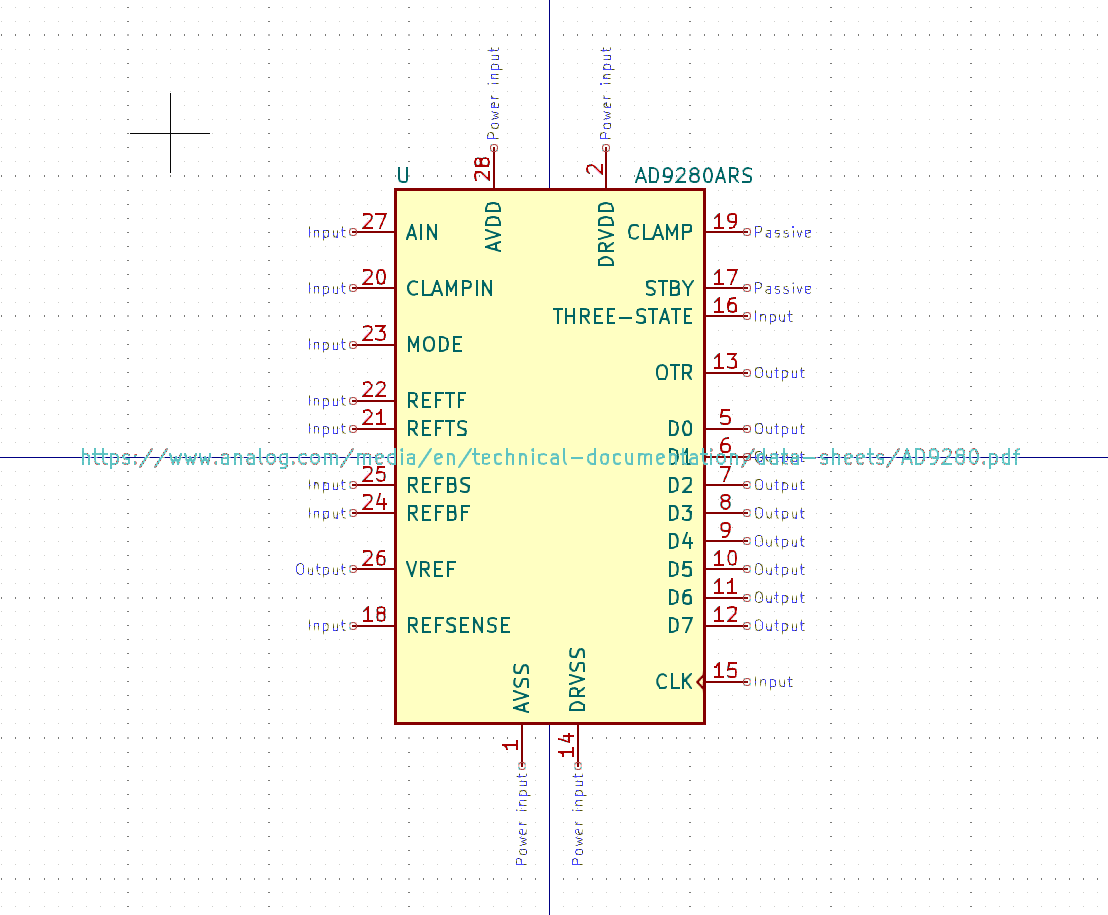 Power input
Power input
28
2
U
AD9280ARS
AVDD
DRVDD
Input 27 AIN
CLAMP 19 Passive
Input 20 CLAMPIN
STBY 17 Passive
THREE-STATE 16 Input
Input 23 MODE
OTR 13 Output
Input 22 REFTF
Input 21 REFTS
D0 5 Output
https://www.analog.com/media/en/technical-documentation/data-sheets/AD9280.pdf
D1 6 Output
Input 25 REFBS
D2 7 Output
Input 24 REFBF
D3 8 Output
D4 9 Output
Output 26 VREF
D5 10 Output
D6 11 Output
Input 18 REFSENSE
D7 12 Output
CLK 15 Input
AVSS
DRVSS
1
14
Power input
Power input